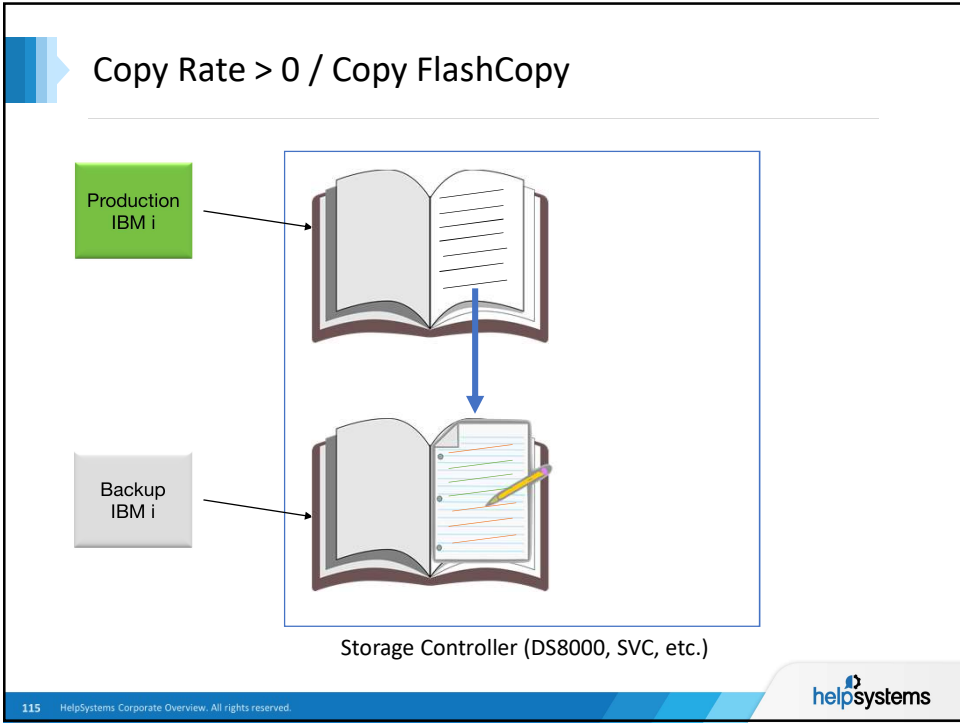 Copy Rate > 0 / Copy FlashCopy
Production
IBM i
Backup
IBM i
Storage Controller (DS8000, SVC, etc.)
115 HelpSystems Corporate Overview. All rights reserved.
helpsystems